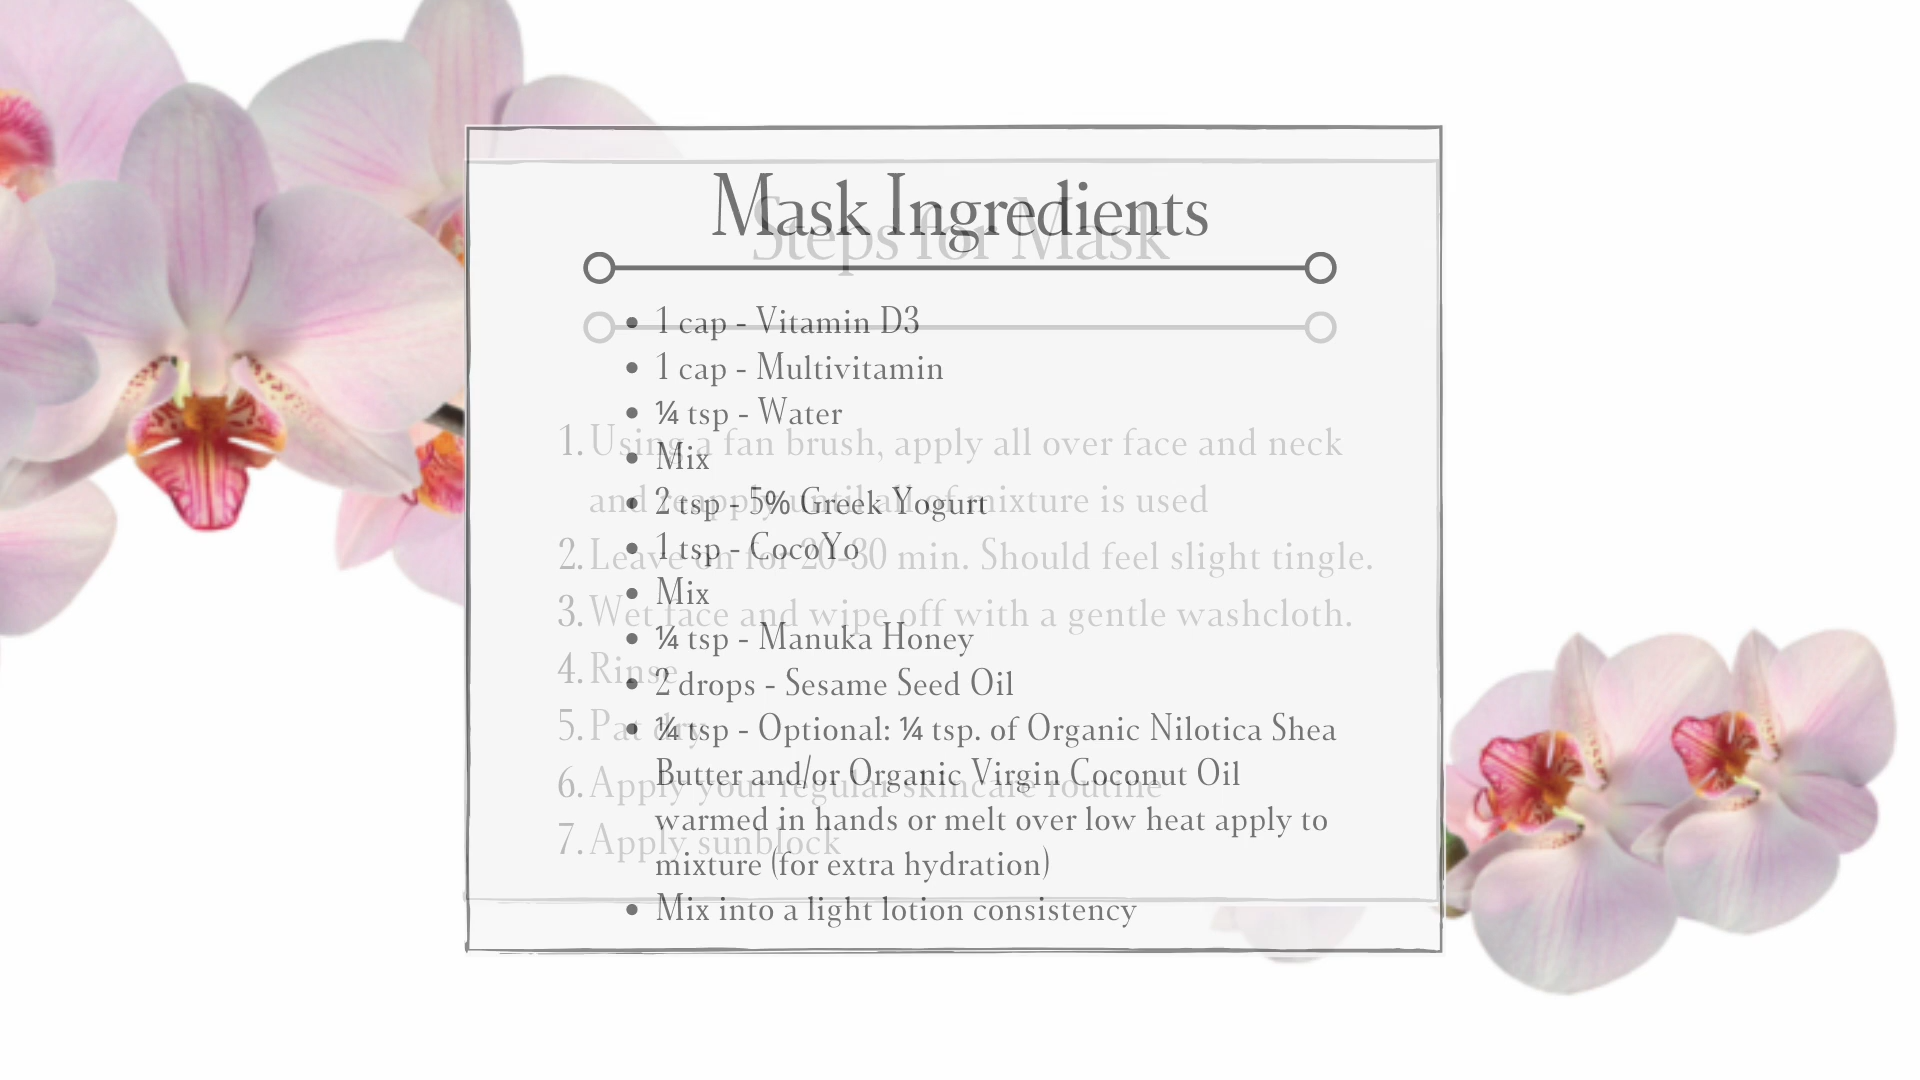 Mask Ingredients
• 1 cap - Vitamin D3
• 1 cap - Multivitamin
• ¼ tsp - Water
• Mix
• 2 tsp - 5% Greek Yogurt
• 1 tsp - CocoYo
• Mix
• ¼ tsp - Manuka Honey
• 2 drops - Sesame Seed Oil
• ¼ tsp - Optional: ¼ tsp. of Organic Nilotica Shea
Butter and/or Organic Virgin Coconut Oil
warmed in hands or melt over low heat apply to
mixture (for extra hydration)
• Mix into a light lotion consistency
Steps for Mask
1. Using a fan brush, apply all over face and neck
and reapply until all of mixture is used
2. Leave on for 20-30 min. Should feel slight tingle.
3. Wet face and wipe off with a gentle washcloth.
4. Rinse
5. Pat dry
6. Apply your regular skincare routine
7. Apply sunblock